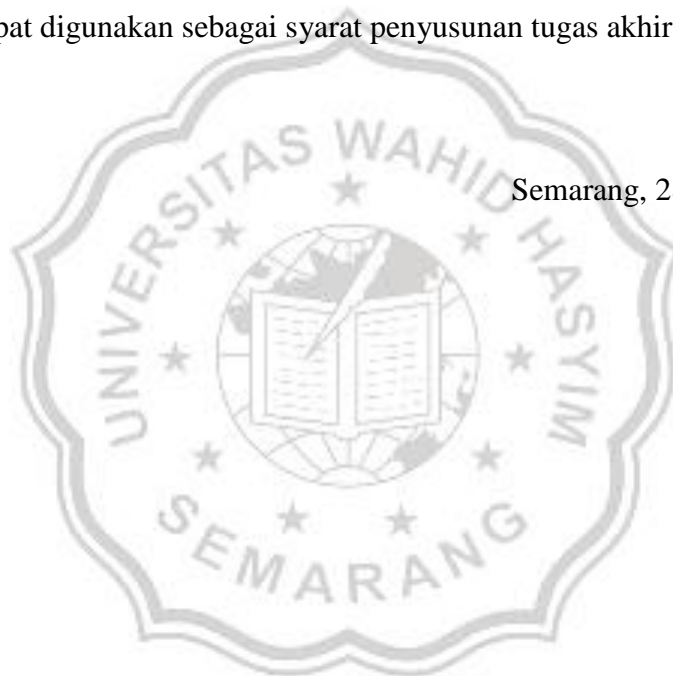 pat digunakan sebagai syarat penyusunan tugas akhir
Semarang, 2
UNIVERSITAS WAHID HASYIM
SEMARANG